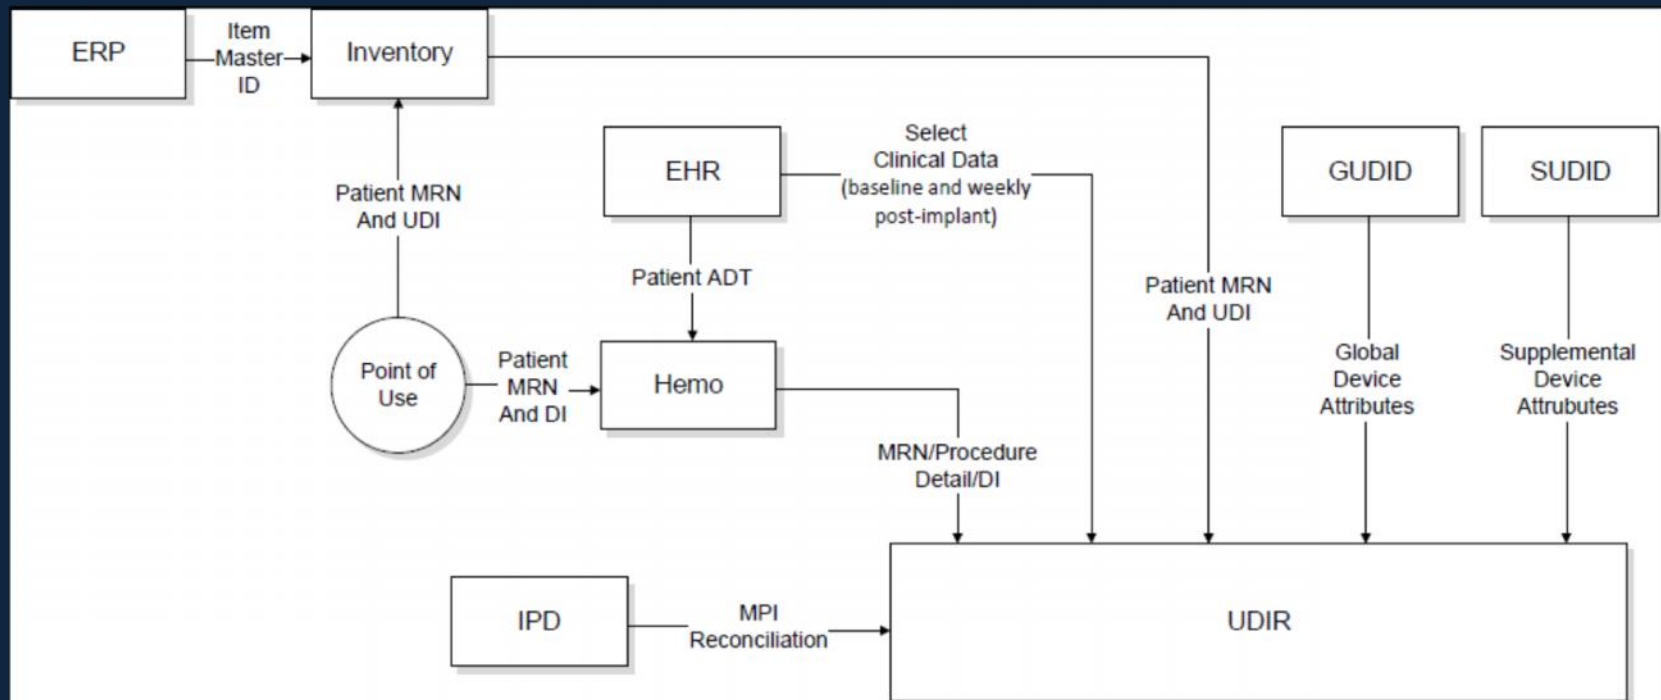 ERP
Item
Master
ID
Inventory
Patient MRN
And UDI
EHR
Select
Clinical Data
(baseline and weekly
post-implant)
GUDID
SUDID
Patient ADT
Patient MRN
And UDI
Point of
Use
Patient
MRN
And DI
Hemo
Global
Device
Attributes
Supplemental
Device
Attrubutes
MRN/Procedure
Detail/DI
IPD
MPI
Reconciliation
UDIR